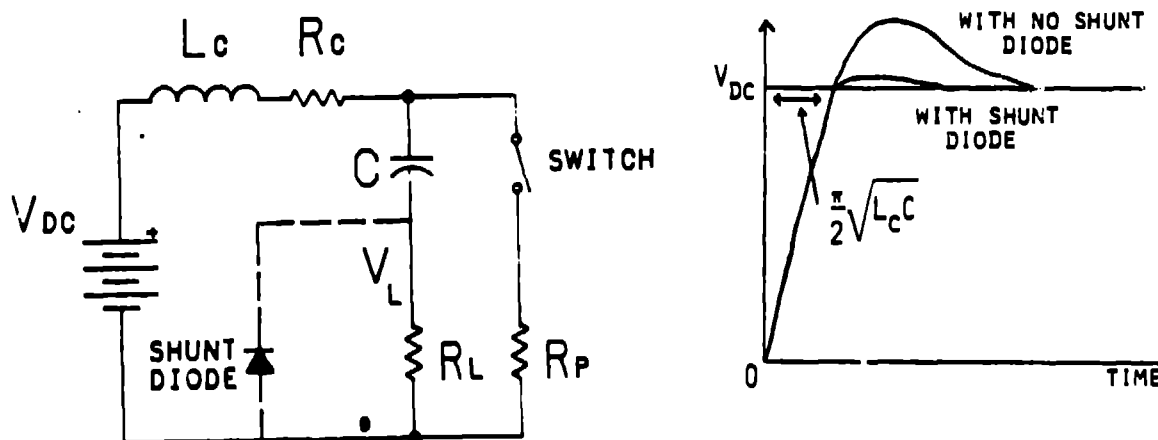 Lc Rc
C
SWITCH
VDC
+
VL
SHUNT
DIODE
RL
RP
WITH NO SHUNT
DIODE
VDC
WITH SHUNT
DIODE
π/2 √LcC
0
TIME